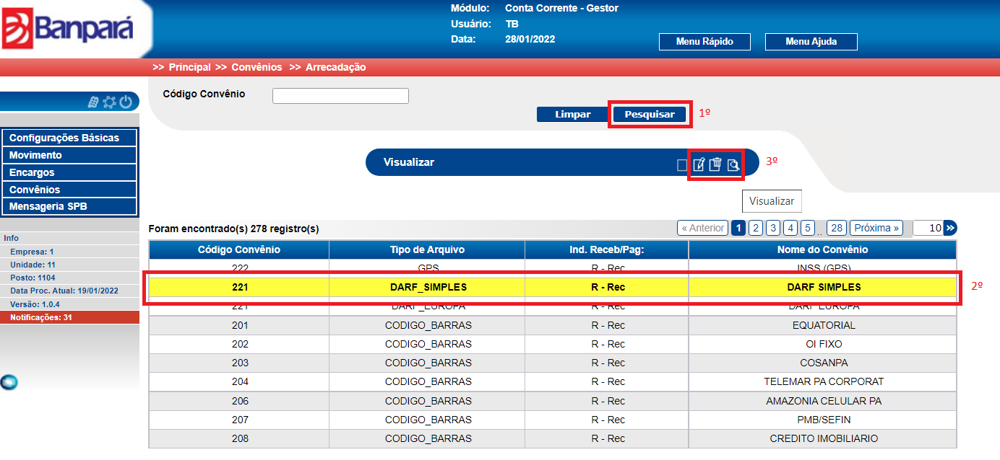 Banpará
Módulo: Conta Corrente - Gestor
Usuário: TB
Data: 28/01/2022
Menu Rápido Menu Ajuda
>> Principal >> Convênios >> Arrecadação
Código Convênio
Limpar Pesquisar 1º
Configurações Básicas
Movimento
Encargos
Convênios
Mensageria SPB
Info
Empresa: 1
Unidade: 11
Posto: 1104
Data Proc. Atual: 19/01/2022
Versão: 1.0.4
Notificações: 31
Visualizar 3º
Visualizar
Foram encontrado(s) 278 registro(s) « Anterior 1 2 3 4 5 .. 28 Próxima » 10 »
Código Convênio Tipo de Arquivo Ind. Receb/Pag: Nome do Convênio
222 GPS R - Rec INSS (GPS)
221 DARF_SIMPLES R - Rec DARF SIMPLES 2º
221 DARF_EUROPA R - Rec DARF EUROPA
201 CODIGO_BARRAS R - Rec EQUATORIAL
202 CODIGO_BARRAS R - Rec OI FIXO
203 CODIGO_BARRAS R - Rec COSANPA
204 CODIGO_BARRAS R - Rec TELEMAR PA CORPORAT
206 CODIGO_BARRAS R - Rec AMAZONIA CELULAR PA
207 CODIGO_BARRAS R - Rec PMB/SEFIN
208 CODIGO_BARRAS R - Rec CREDITO IMOBILIARIO